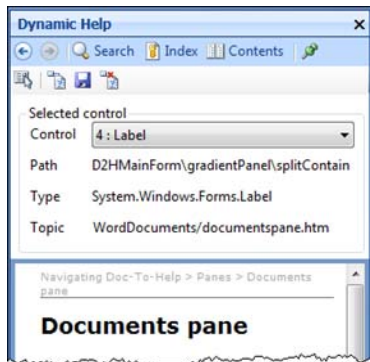 Dynamic Help
Search Index Contents
Selected control
Control 4 : Label
Path D2HMainForm\gradientPanel\splitContain
Type System.Windows.Forms.Label
Topic WordDocuments/documentspane.htm
Navigating Doc-To-Help > Panes > Documents
pane
Documents pane